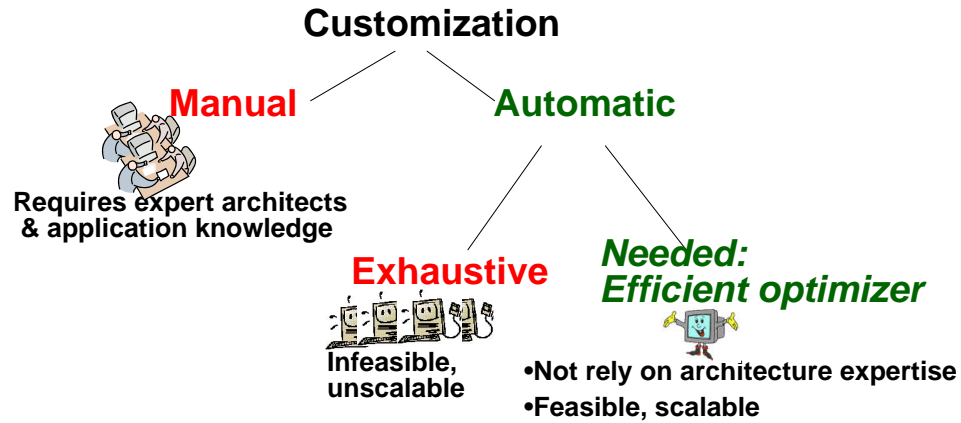 Customization
Manual
Automatic
Requires expert architects
& application knowledge
Exhaustive
Infeasible,
unscalable
Needed:
Efficient optimizer
•Not rely on architecture expertise
•Feasible, scalable